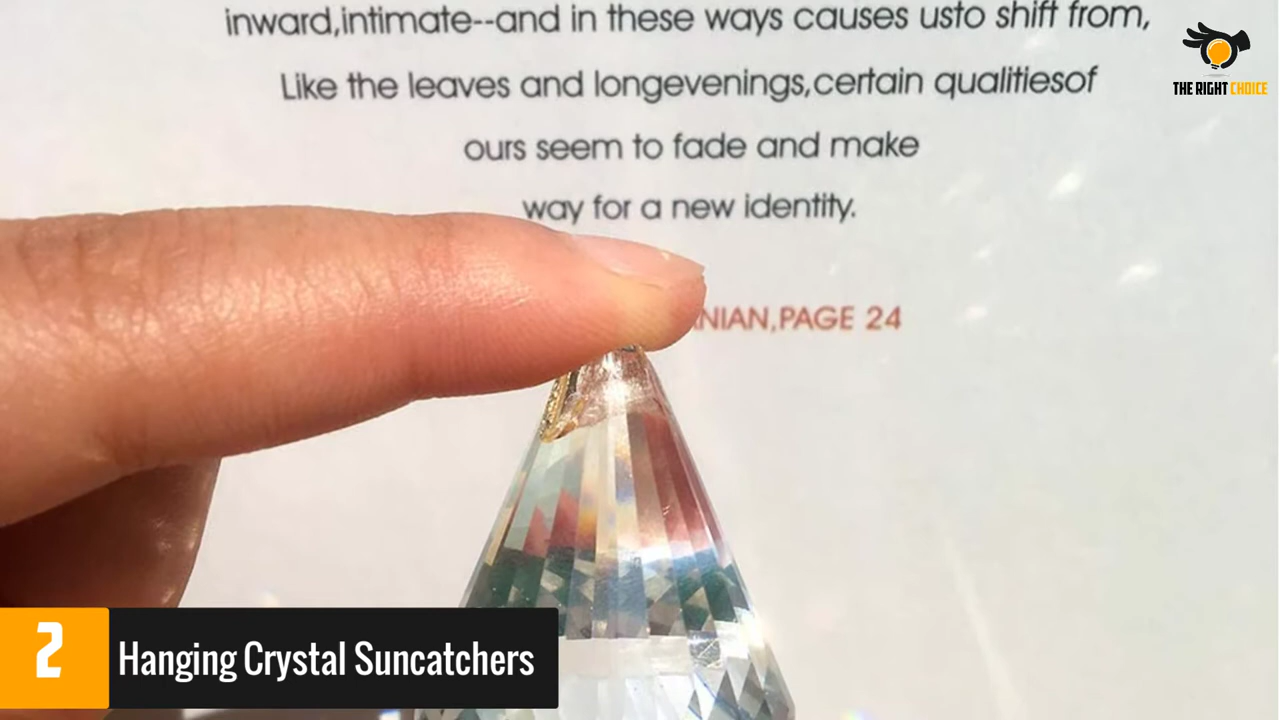 inward,intimate--and in these ways causes usto shift from,
Like the leaves and longevenings,certain qualitiesof
ours seem to fade and make
way for a new identity.
NIAN,PAGE 24
THE RIGHT CHOICE
2 Hanging Crystal Suncatchers